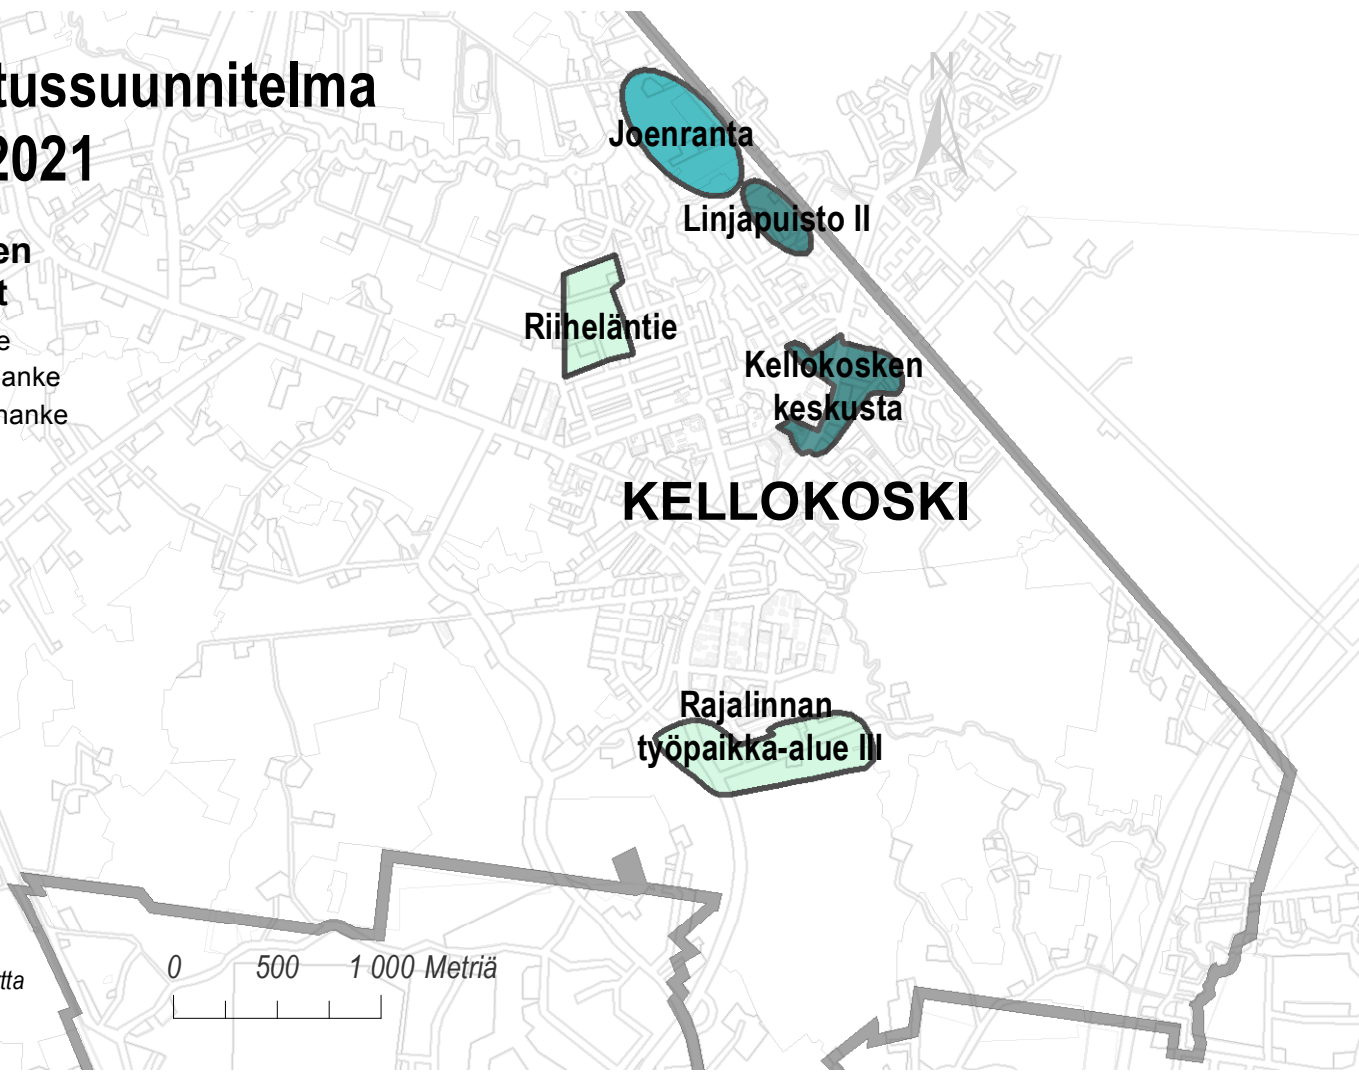 tussuunnitelma
2021
en
t
e
anke
hanke
N
Joenranta
Linjapuisto II
Riiheläntie
Kellokosken
keskusta
KELLOKOSKI
Rajalinnan
työpaikka-alue III
0 500 1 000 Metriä
tta